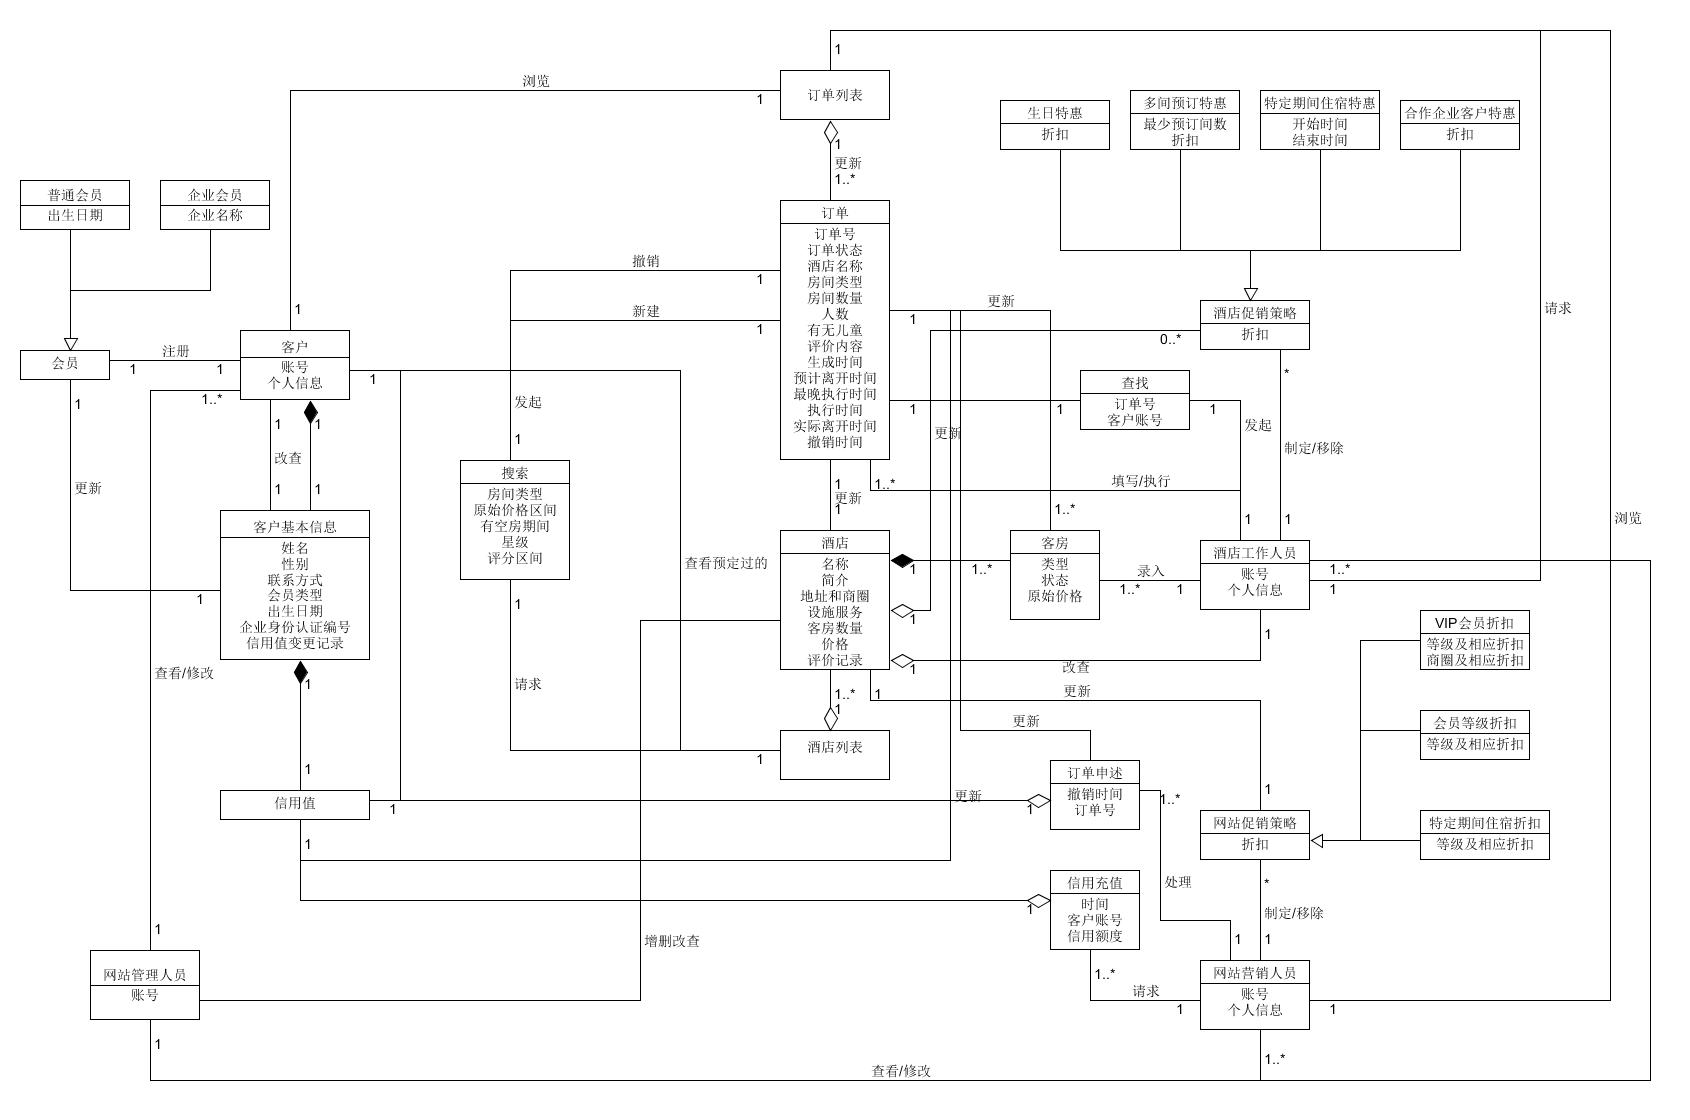 1
浏览
1
订单列表
1
更新
1..*
生日特惠
折扣
多间预订特惠
最少预订间数
折扣
特定期间住宿特惠
开始时间
结束时间
合作企业客户特惠
折扣
普通会员
出生日期
企业会员
企业名称
订单
订单号
订单状态
酒店名称
房间类型
房间数量
人数
有无儿童
评价内容
生成时间
预计离开时间
最晚执行时间
执行时间
实际离开时间
撤销时间
撤销
1
新建
1
更新
1
酒店促销策略
折扣
0..*
请求
1
会员
注册
1
1
客户
账号
个人信息
1
1..*
1
1
1
改查
1
1
1
更新
发起
1
查找
订单号
客户账号
1
1
1
发起
*
制定/移除
更新
搜索
房间类型
原始价格区间
有空房期间
星级
评分区间
1
更新
1
1..*
填写/执行
1..*
1
1
浏览
客户基本信息
姓名
性别
联系方式
会员类型
出生日期
企业身份认证编号
信用值变更记录
1
酒店
名称
简介
地址和商圈
设施服务
客房数量
价格
评价记录
1
1..*
客房
类型
状态
原始价格
录入
1..*
1
酒店工作人员
账号
个人信息
1..*
1
查看预定过的
1
1
1
改查
1
VIP会员折扣
等级及相应折扣
商圈及相应折扣
查看/修改
1
请求
1..*
1
1
更新
更新
会员等级折扣
等级及相应折扣
1
酒店列表
1
订单申述
撤销时间
订单号
1..*
1
信用值
1
更新
1
网站促销策略
折扣
特定期间住宿折扣
等级及相应折扣
1
信用充值
时间
客户账号
信用额度
1
处理
*
制定/移除
1
1
增删改查
1
网站管理人员
账号
1..*
请求
1
网站营销人员
账号
个人信息
1
1
1..*
查看/修改